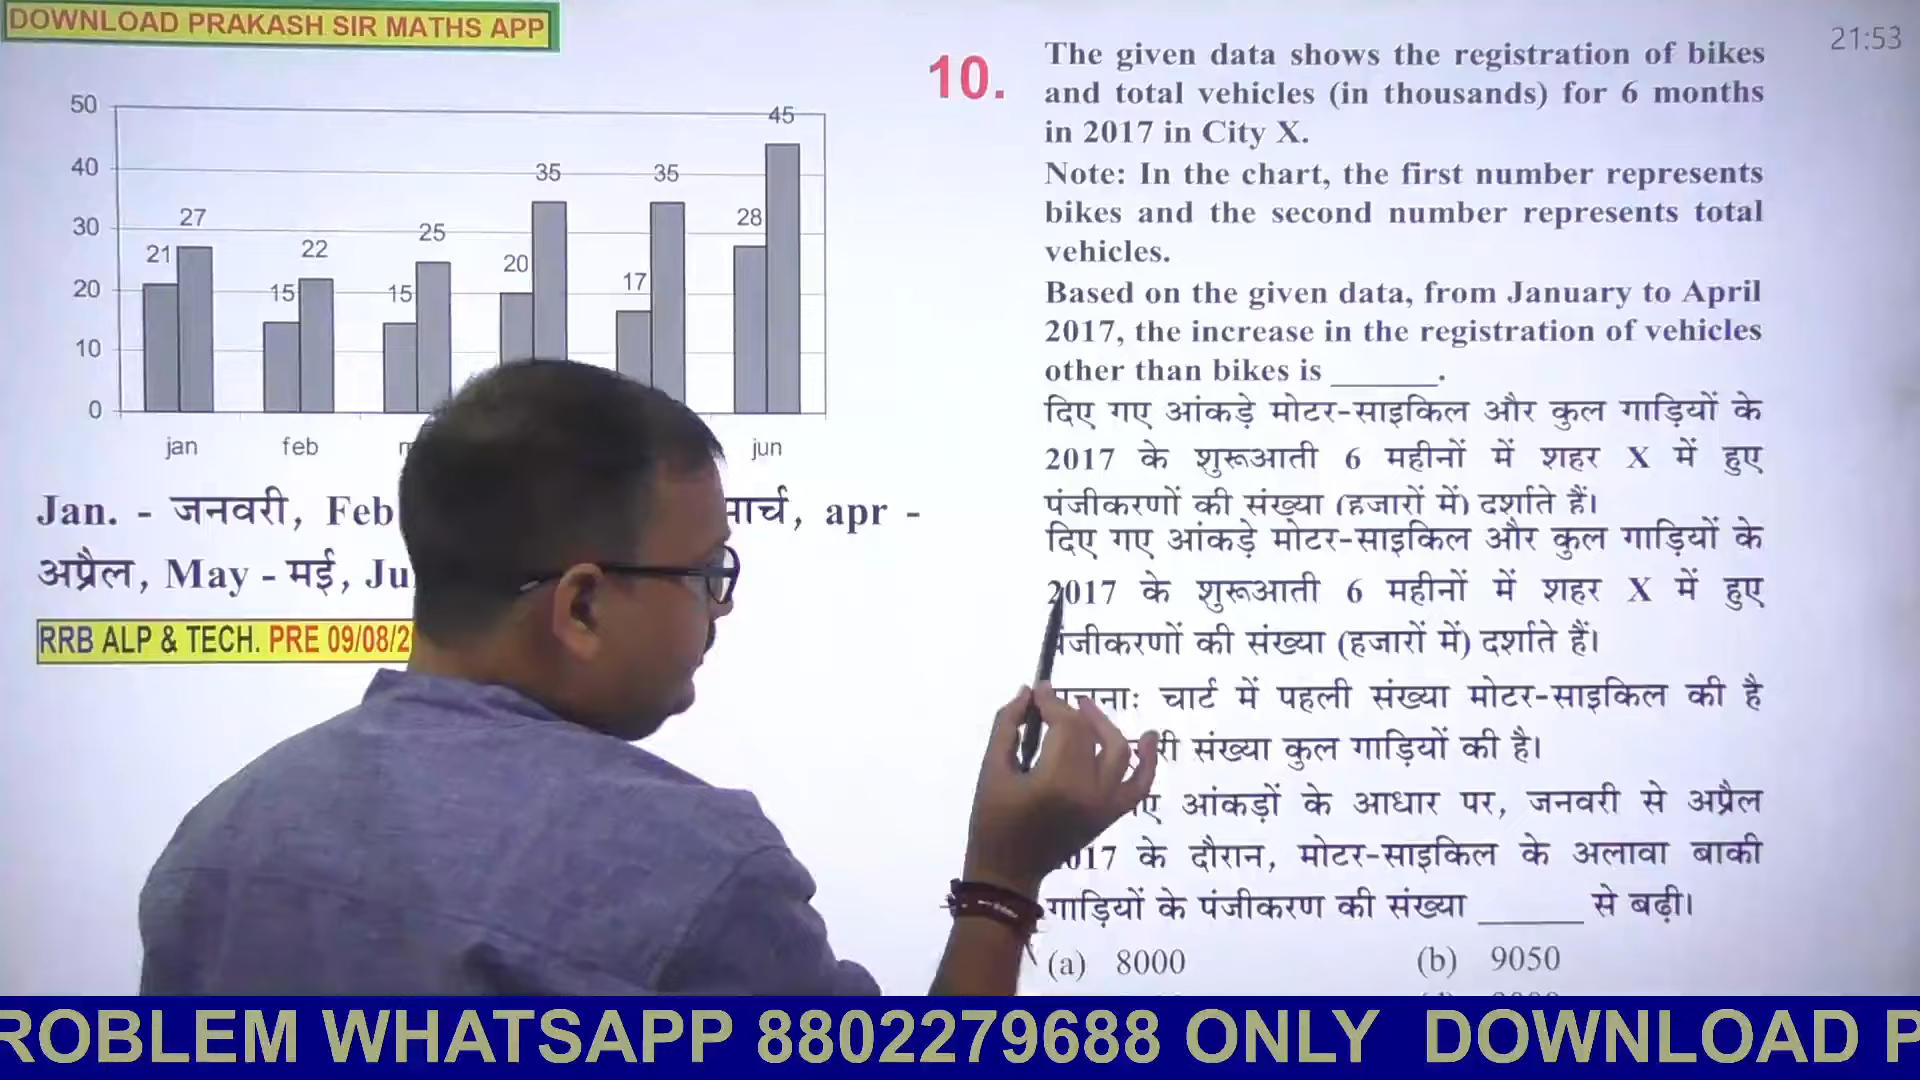 DOWNLOAD PRAKASH SIR MATHS APP
21:53
50
40
30
20
10
0
21 27
15 22
15 25
20 35
17 35
28 45
jan feb jun
Jan. - जनवरी, Feb मार्च, apr -
अप्रैल, May - मई, Ju
RRB ALP & TECH. PRE 09/08/2
10. The given data shows the registration of bikes
and total vehicles (in thousands) for 6 months
in 2017 in City X.
Note: In the chart, the first number represents
bikes and the second number represents total
vehicles.
Based on the given data, from January to April
2017, the increase in the registration of vehicles
other than bikes is ______.
दिए गए आंकड़े मोटर-साइकिल और कुल गाड़ियों के
2017 के शुरूआती 6 महीनों में शहर X में हुए
पंजीकरणों की संख्या (हजारों में) दर्शाते हैं।
दिए गए आंकड़े मोटर-साइकिल और कुल गाड़ियों के
2017 के शुरूआती 6 महीनों में शहर X में हुए
पंजीकरणों की संख्या (हजारों में) दर्शाते हैं।
चार्ट में पहली संख्या मोटर-साइकिल की है
संख्या कुल गाड़ियों की है।
आंकड़ों के आधार पर, जनवरी से अप्रैल
2017 के दौरान, मोटर-साइकिल के अलावा बाकी
गाड़ियों के पंजीकरण की संख्या ______ से बढ़ी।
(a) 8000 (b) 9050
ROBLEM WHATSAPP 8802279688 ONLY DOWNLOAD P